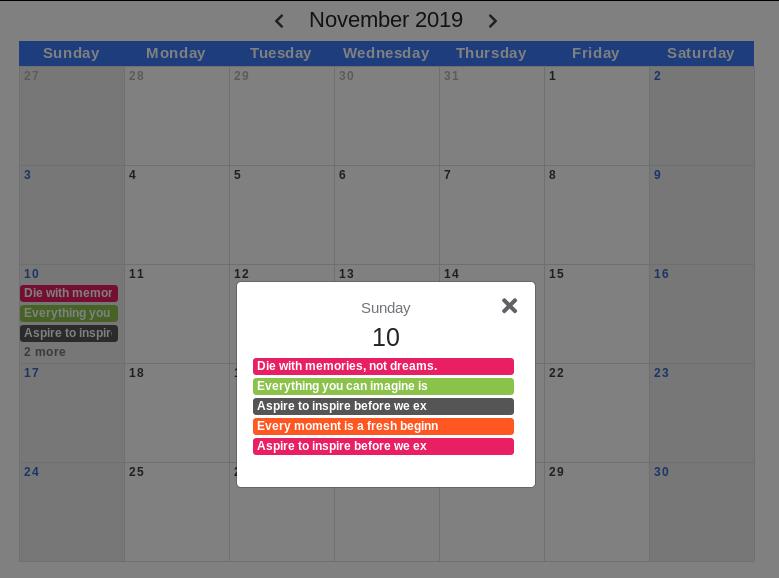 November 2019
Sunday Monday Tuesday Wednesday Thursday Friday Saturday
27 28 29 30 31 1 2
3 4 5 6 7 8 9
10 11 12 13 14 15 16
Die with memor
Everything you
Aspire to inspire
2 more
17 18 22 23
24 25 29 30
Sunday
10
Die with memories, not dreams.
Everything you can imagine is
Aspire to inspire before we ex
Every moment is a fresh beginn
Aspire to inspire before we ex